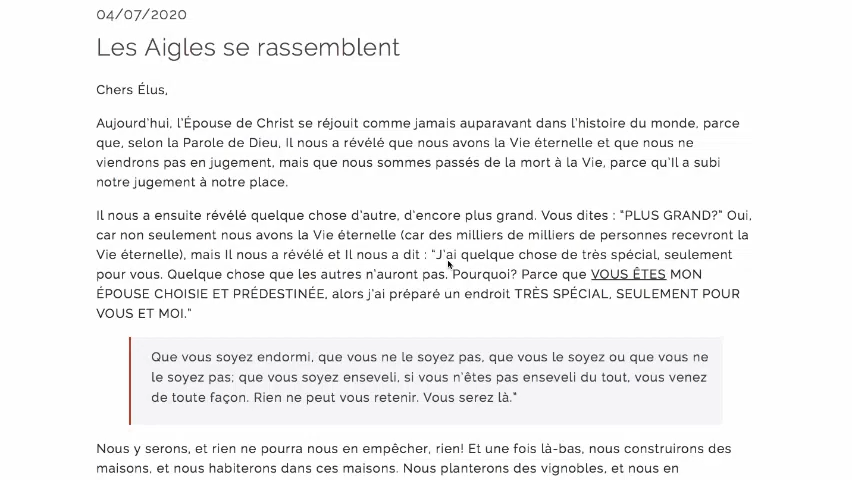 04/07/2020
Les Aigles se rassemblent
Chers Élus,
Aujourd'hui, l'Épouse de Christ se réjouit comme jamais auparavant dans l'histoire du monde, parce
que, selon la Parole de Dieu, Il nous a révélé que nous avons la Vie éternelle et que nous ne
viendrons pas en jugement, mais que nous sommes passés de la mort à la Vie, parce qu'Il a subi
notre jugement à notre place.
Il nous a ensuite révélé quelque chose d'autre, d'encore plus grand. Vous dites : "PLUS GRAND?" Oui,
car non seulement nous avons la Vie éternelle (car des milliers de milliers de personnes recevront la
Vie éternelle), mais Il nous a révélé et Il nous a dit : "J'ai quelque chose de très spécial, seulement
pour vous. Quelque chose que les autres n'auront pas. Pourquoi? Parce que VOUS ÊTES MON
ÉPOUSE CHOISIE ET PRÉDESTINÉE, alors j'ai préparé un endroit TRÈS SPÉCIAL, SEULEMENT POUR
VOUS ET MOI."
Que vous soyez endormi, que vous ne le soyez pas, que vous le soyez ou que vous ne
le soyez pas; que vous soyez enseveli, si vous n'êtes pas enseveli du tout, vous venez
de toute façon. Rien ne peut vous retenir. Vous serez là."
Nous y serons, et rien ne pourra nous en empêcher, rien! Et une fois là-bas, nous construirons des
maisons, et nous habiterons dans ces maisons. Nous planterons des vignobles, et nous en